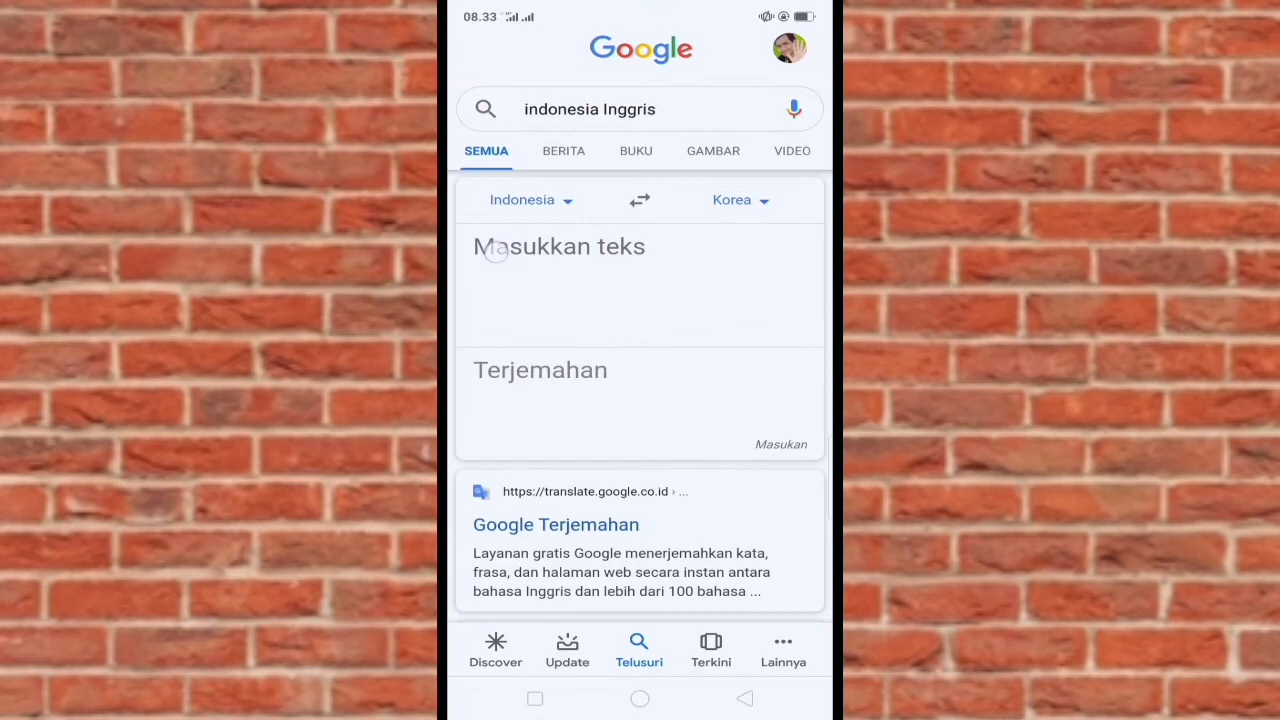 08.33
Google
indonesia Inggris
SEMUA BERITA BUKU GAMBAR VIDEO
Indonesia Korea
Masukkan teks
Terjemahan
Masukan
https://translate.google.co.id › ...
Google Terjemahan
Layanan gratis Google menerjemahkan kata,
frasa, dan halaman web secara instan antara
bahasa Inggris dan lebih dari 100 bahasa ...
Discover Update Telusuri Terkini Lainnya